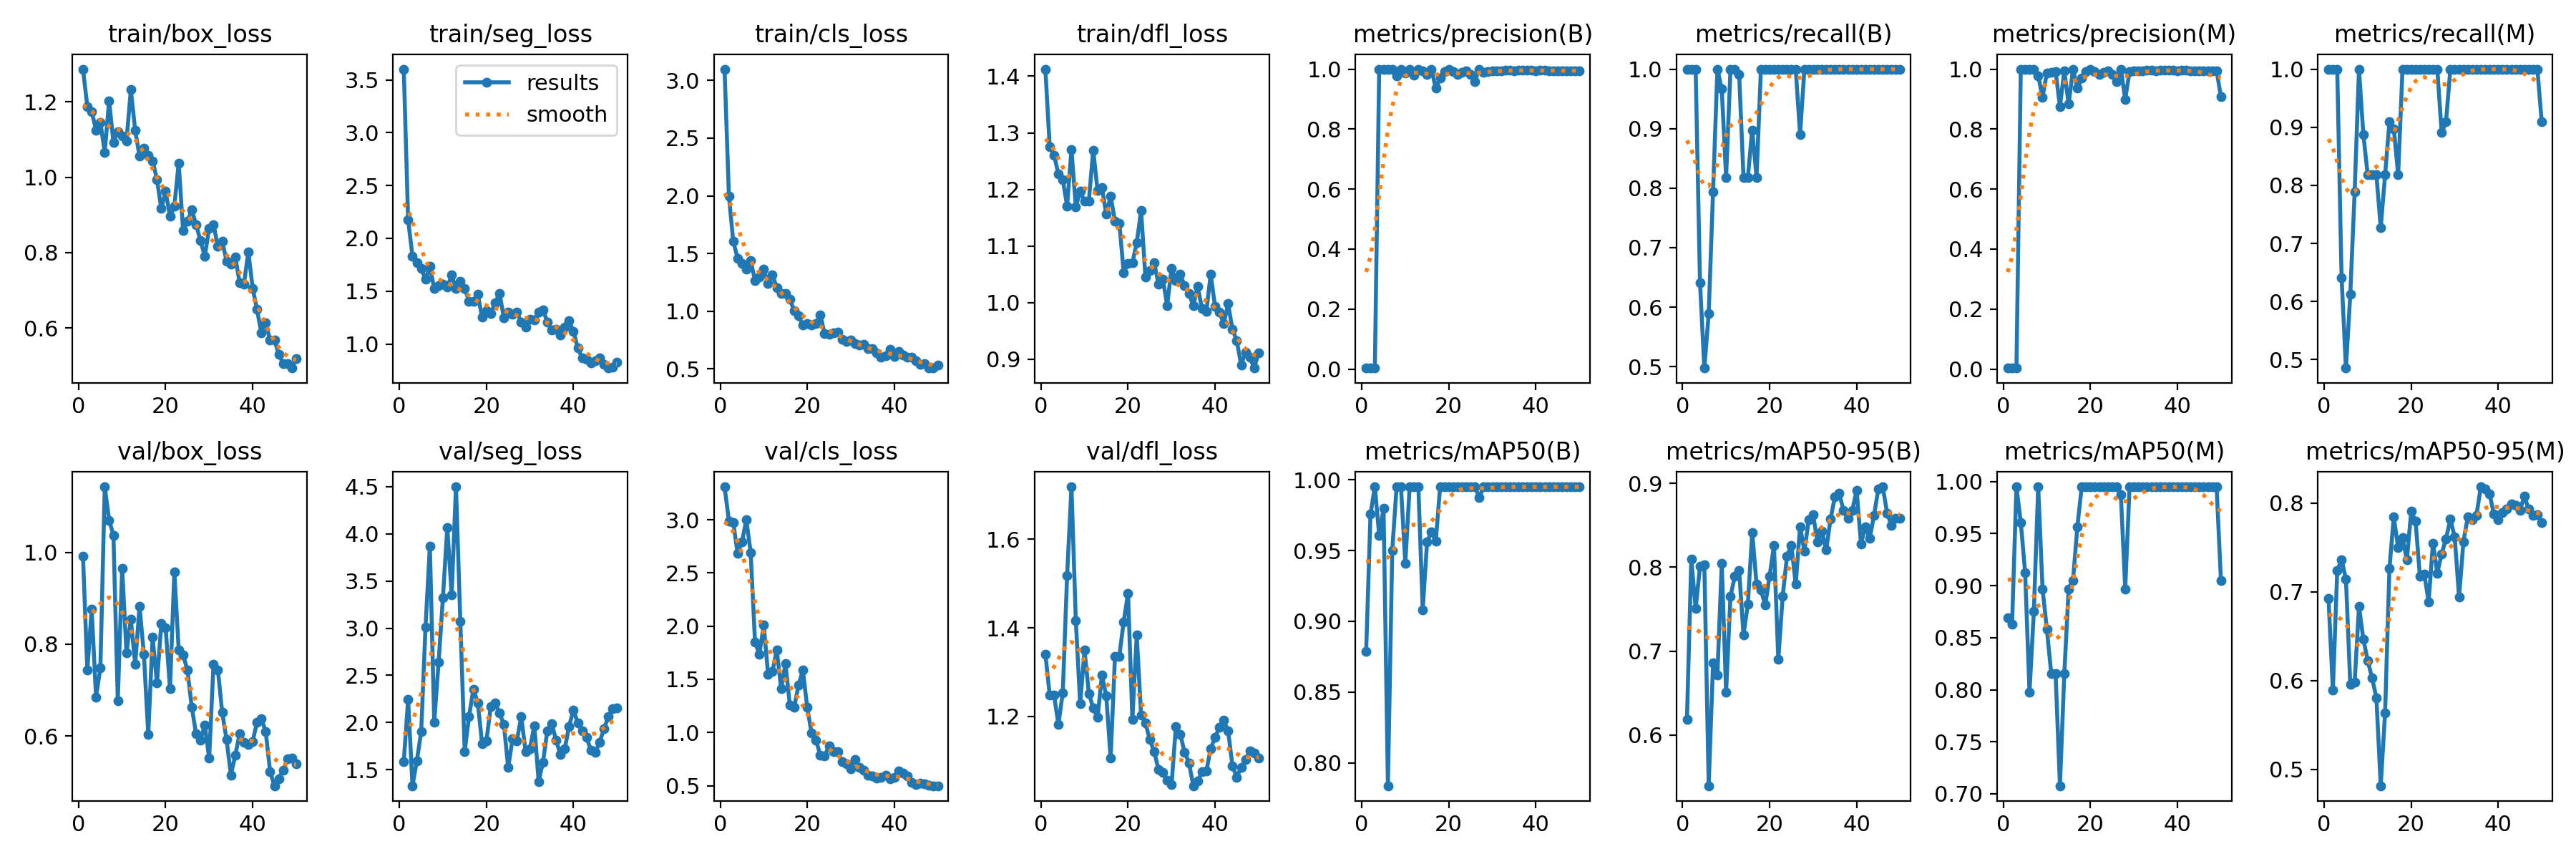 train/box_loss
train/seg_loss
train/cls_loss
train/dfl_loss
metrics/precision(B)
metrics/recall(B)
metrics/precision(M)
metrics/recall(M)
results
smooth
1.2
1.0
0.8
0.6
0 20 40
3.5
3.0
2.5
2.0
1.5
1.0
0 20 40
3.0
2.5
2.0
1.5
1.0
0.5
0 20 40
1.4
1.3
1.2
1.1
1.0
0.9
0 20 40
1.0
0.8
0.6
0.4
0.2
0.0
0 20 40
1.0
0.9
0.8
0.7
0.6
0.5
0 20 40
1.0
0.8
0.6
0.4
0.2
0.0
0 20 40
1.0
0.9
0.8
0.7
0.6
0.5
0 20 40
val/box_loss
val/seg_loss
val/cls_loss
val/dfl_loss
metrics/mAP50(B)
metrics/mAP50-95(B)
metrics/mAP50(M)
metrics/mAP50-95(M)
1.0
0.8
0.6
0 20 40
4.5
4.0
3.5
3.0
2.5
2.0
1.5
0 20 40
3.0
2.5
2.0
1.5
1.0
0.5
0 20 40
1.6
1.4
1.2
0 20 40
1.00
0.95
0.90
0.85
0.80
0 20 40
0.9
0.8
0.7
0.6
0 20 40
1.00
0.95
0.90
0.85
0.80
0.75
0.70
0 20 40
0.8
0.7
0.6
0.5
0 20 40